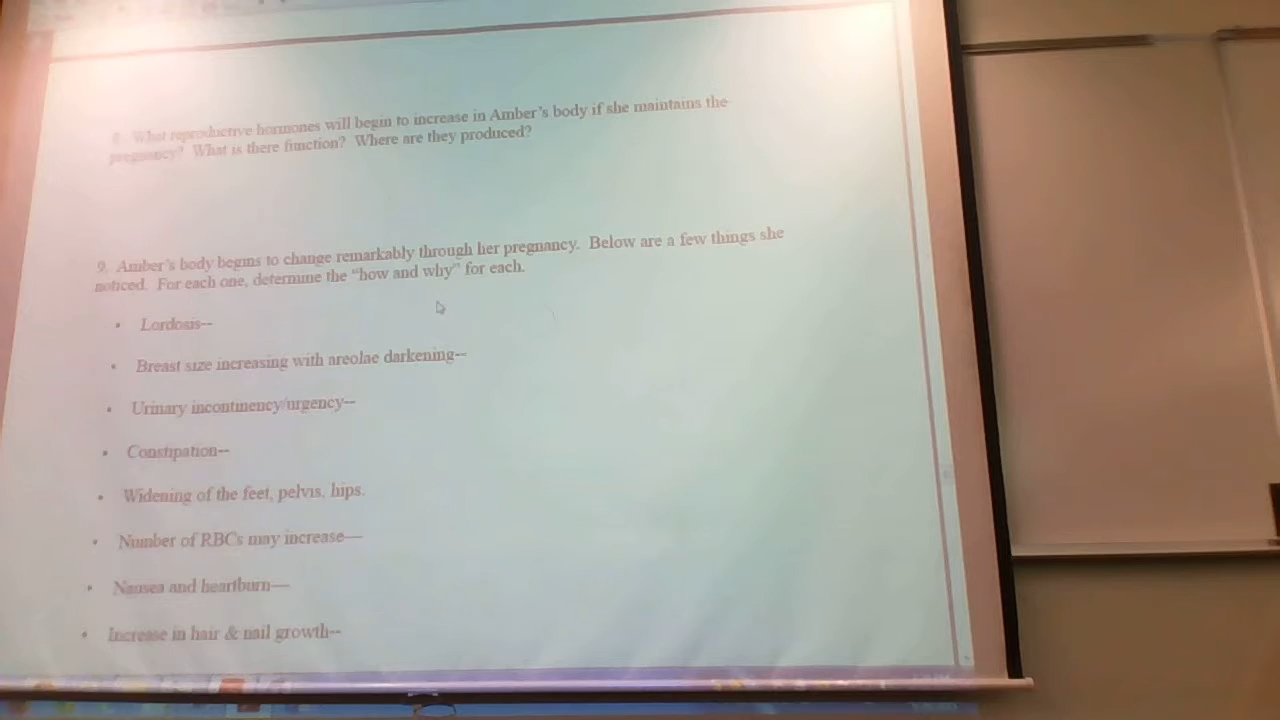 8. What reproductive hormones will begin to increase in Amber's body if she maintains the
pregnancy? What is there function? Where are they produced?
9. Amber's body begins to change remarkably through her pregnancy. Below are a few things she
noticed. For each one, determine the "how and why" for each.
• Lordosis--
• Breast size increasing with areolae darkening--
• Urinary incontinency/urgency--
• Constipation--
• Widening of the feet, pelvis, hips.
• Number of RBCs may increase—
• Nausea and heartburn—
• Increase in hair & nail growth--